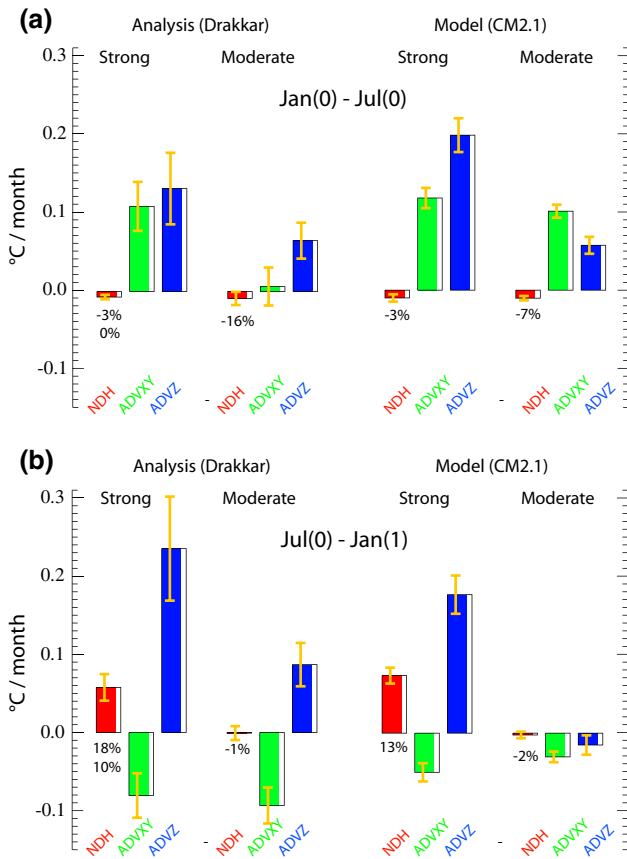 (a)
Analysis (Drakkar) Model (CM2.1)
Strong Moderate Strong Moderate
Jan(0) - Jul(0)
°C / month
0.3
0.2
0.1
0.0
-0.1
-3% -16% -3% -7%
0%
NDH ADVXY ADVZ - NDH ADVXY ADVZ NDH ADVXY ADVZ - NDH ADVXY ADVZ
(b)
Analysis (Drakkar) Model (CM2.1)
Strong Moderate Strong Moderate
Jul(0) - Jan(1)
°C / month
0.3
0.2
0.1
0.0
-0.1
18% -1% 13% -2%
10%
NDH ADVXY ADVZ - NDH ADVXY ADVZ NDH ADVXY ADVZ - NDH ADVXY ADVZ